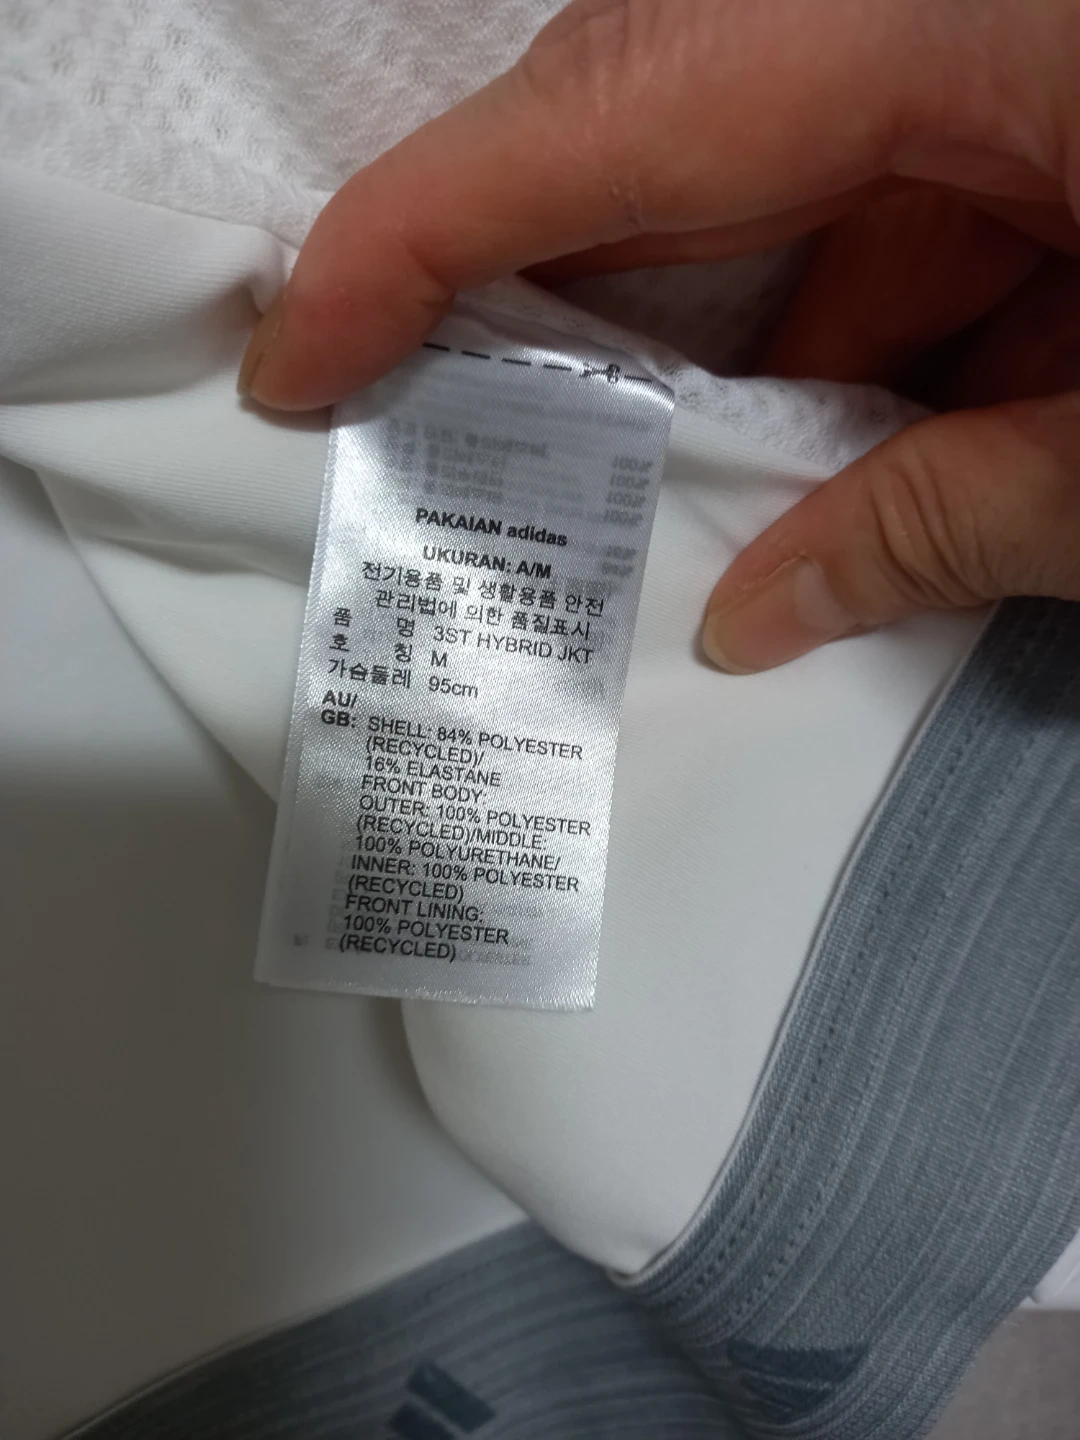 PAKAIAN adidas
UKURAN: A/M
전기용품 및 생활용품 안전
관리법에 의한 품질표시
품 명 3ST HYBRID JKT
호 칭 M
가슴둘레 95cm
AU/
GB: SHELL: 84% POLYESTER
(RECYCLED)/
16% ELASTANE
FRONT BODY:
OUTER: 100% POLYESTER
(RECYCLED)/MIDDLE:
100% POLYURETHANE/
INNER: 100% POLYESTER
(RECYCLED)
FRONT LINING:
100% POLYESTER
(RECYCLED)